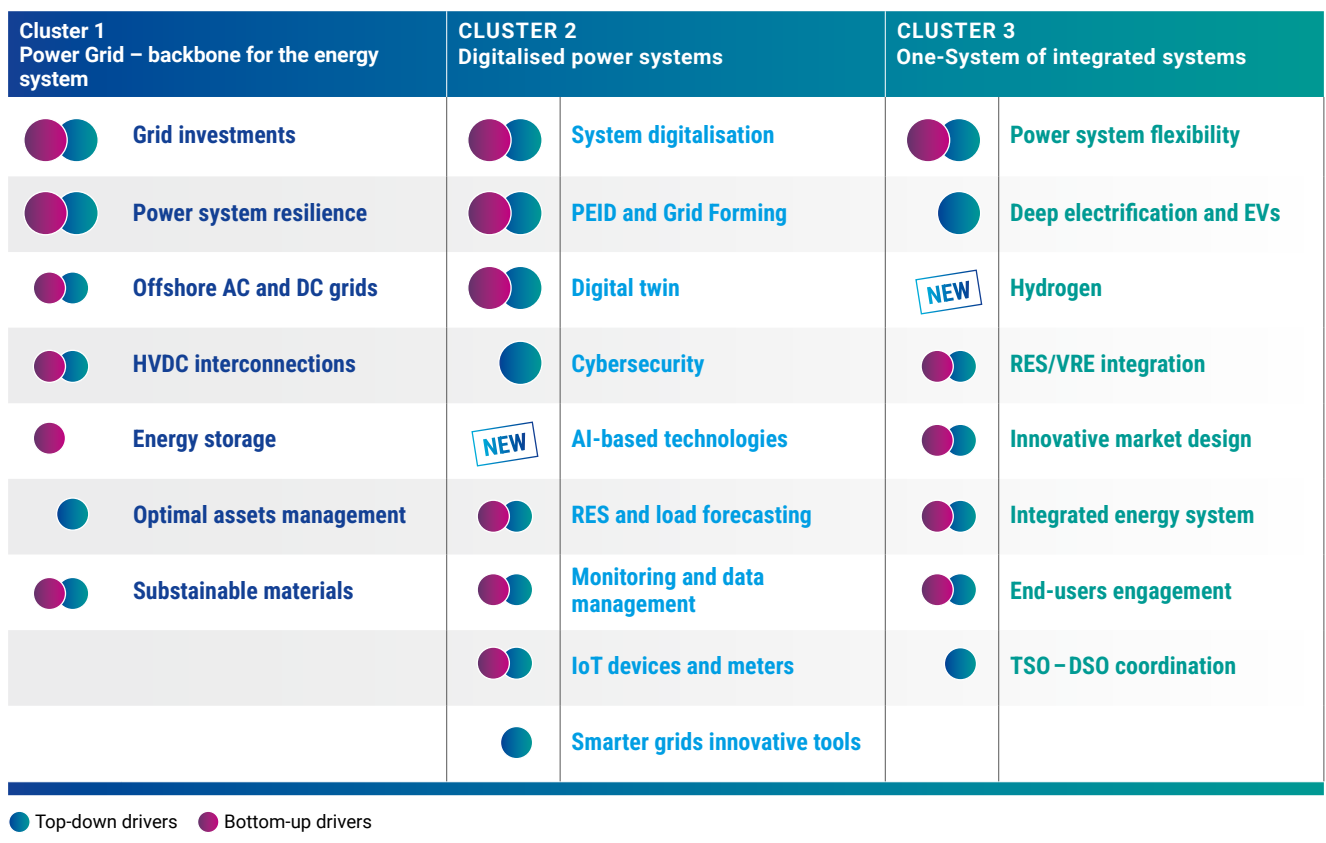 Cluster 1
Power Grid – backbone for the energy
system
CLUSTER 2
Digitalised power systems
CLUSTER 3
One-System of integrated systems
Grid investments
System digitalisation
Power system flexibility
Power system resilience
PEID and Grid Forming
Deep electrification and EVs
Offshore AC and DC grids
Digital twin
NEW
Hydrogen
HVDC interconnections
Cybersecurity
RES/VRE integration
Energy storage
NEW
AI-based technologies
Innovative market design
Optimal assets management
RES and load forecasting
Integrated energy system
Substainable materials
Monitoring and data
management
End-users engagement
IoT devices and meters
TSO – DSO coordination
Smarter grids innovative tools
Top-down drivers
Bottom-up drivers